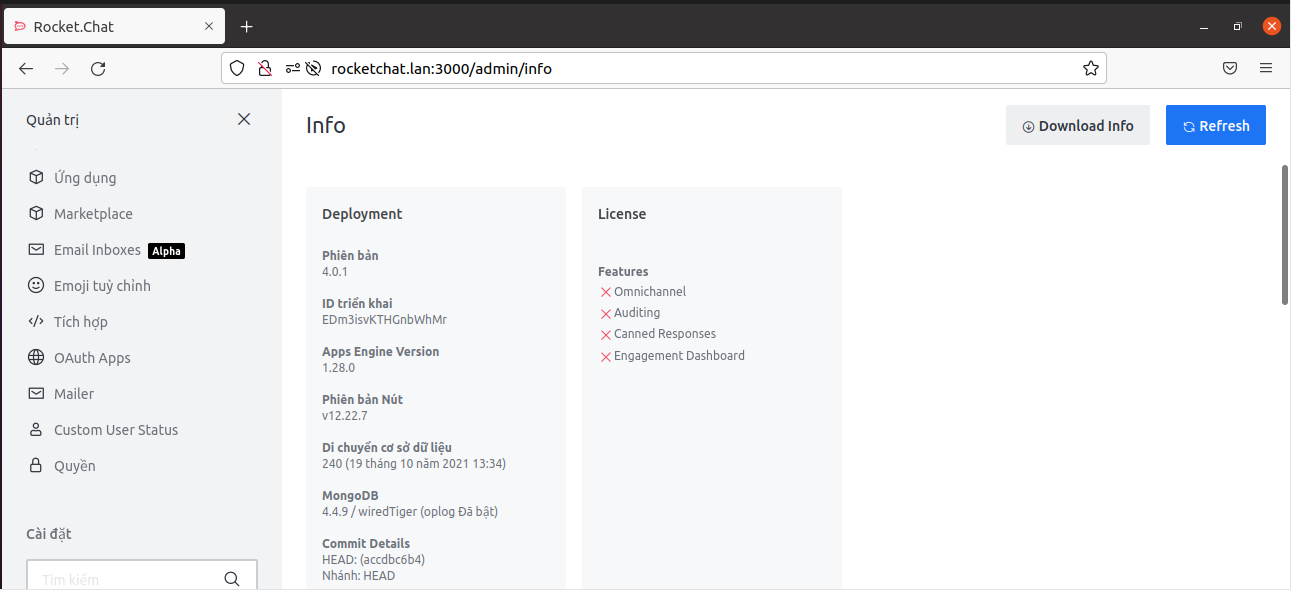 Rocket.Chat
rocketchat.lan:3000/admin/info
Quản trị
Ứng dụng
Marketplace
Email Inboxes Alpha
Emoji tuỳ chỉnh
Tích hợp
OAuth Apps
Mailer
Custom User Status
Quyền
Cài đặt
Tìm kiếm
Info
Download Info
Refresh
Deployment
Phiên bản
4.0.1
ID triển khai
EDm3isvKTHGnbWhMr
Apps Engine Version
1.28.0
Phiên bản Nút
v12.22.7
Di chuyển cơ sở dữ liệu
240 (19 tháng 10 năm 2021 13:34)
MongoDB
4.4.9 / wiredTiger (oplog Đã bật)
Commit Details
HEAD: (accdbc6b4)
Nhánh: HEAD
License
Features
Omnichannel
Auditing
Canned Responses
Engagement Dashboard